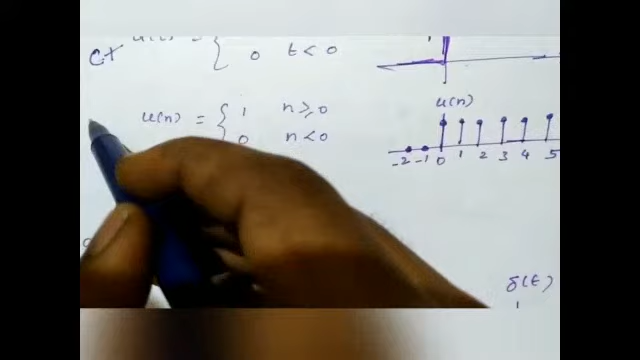 CT
0 t < 0
u(n) = { 1 n ≥ 0
0 n < 0
u(n)
-2 -1 0 1 2 3 4 5
δ(t)